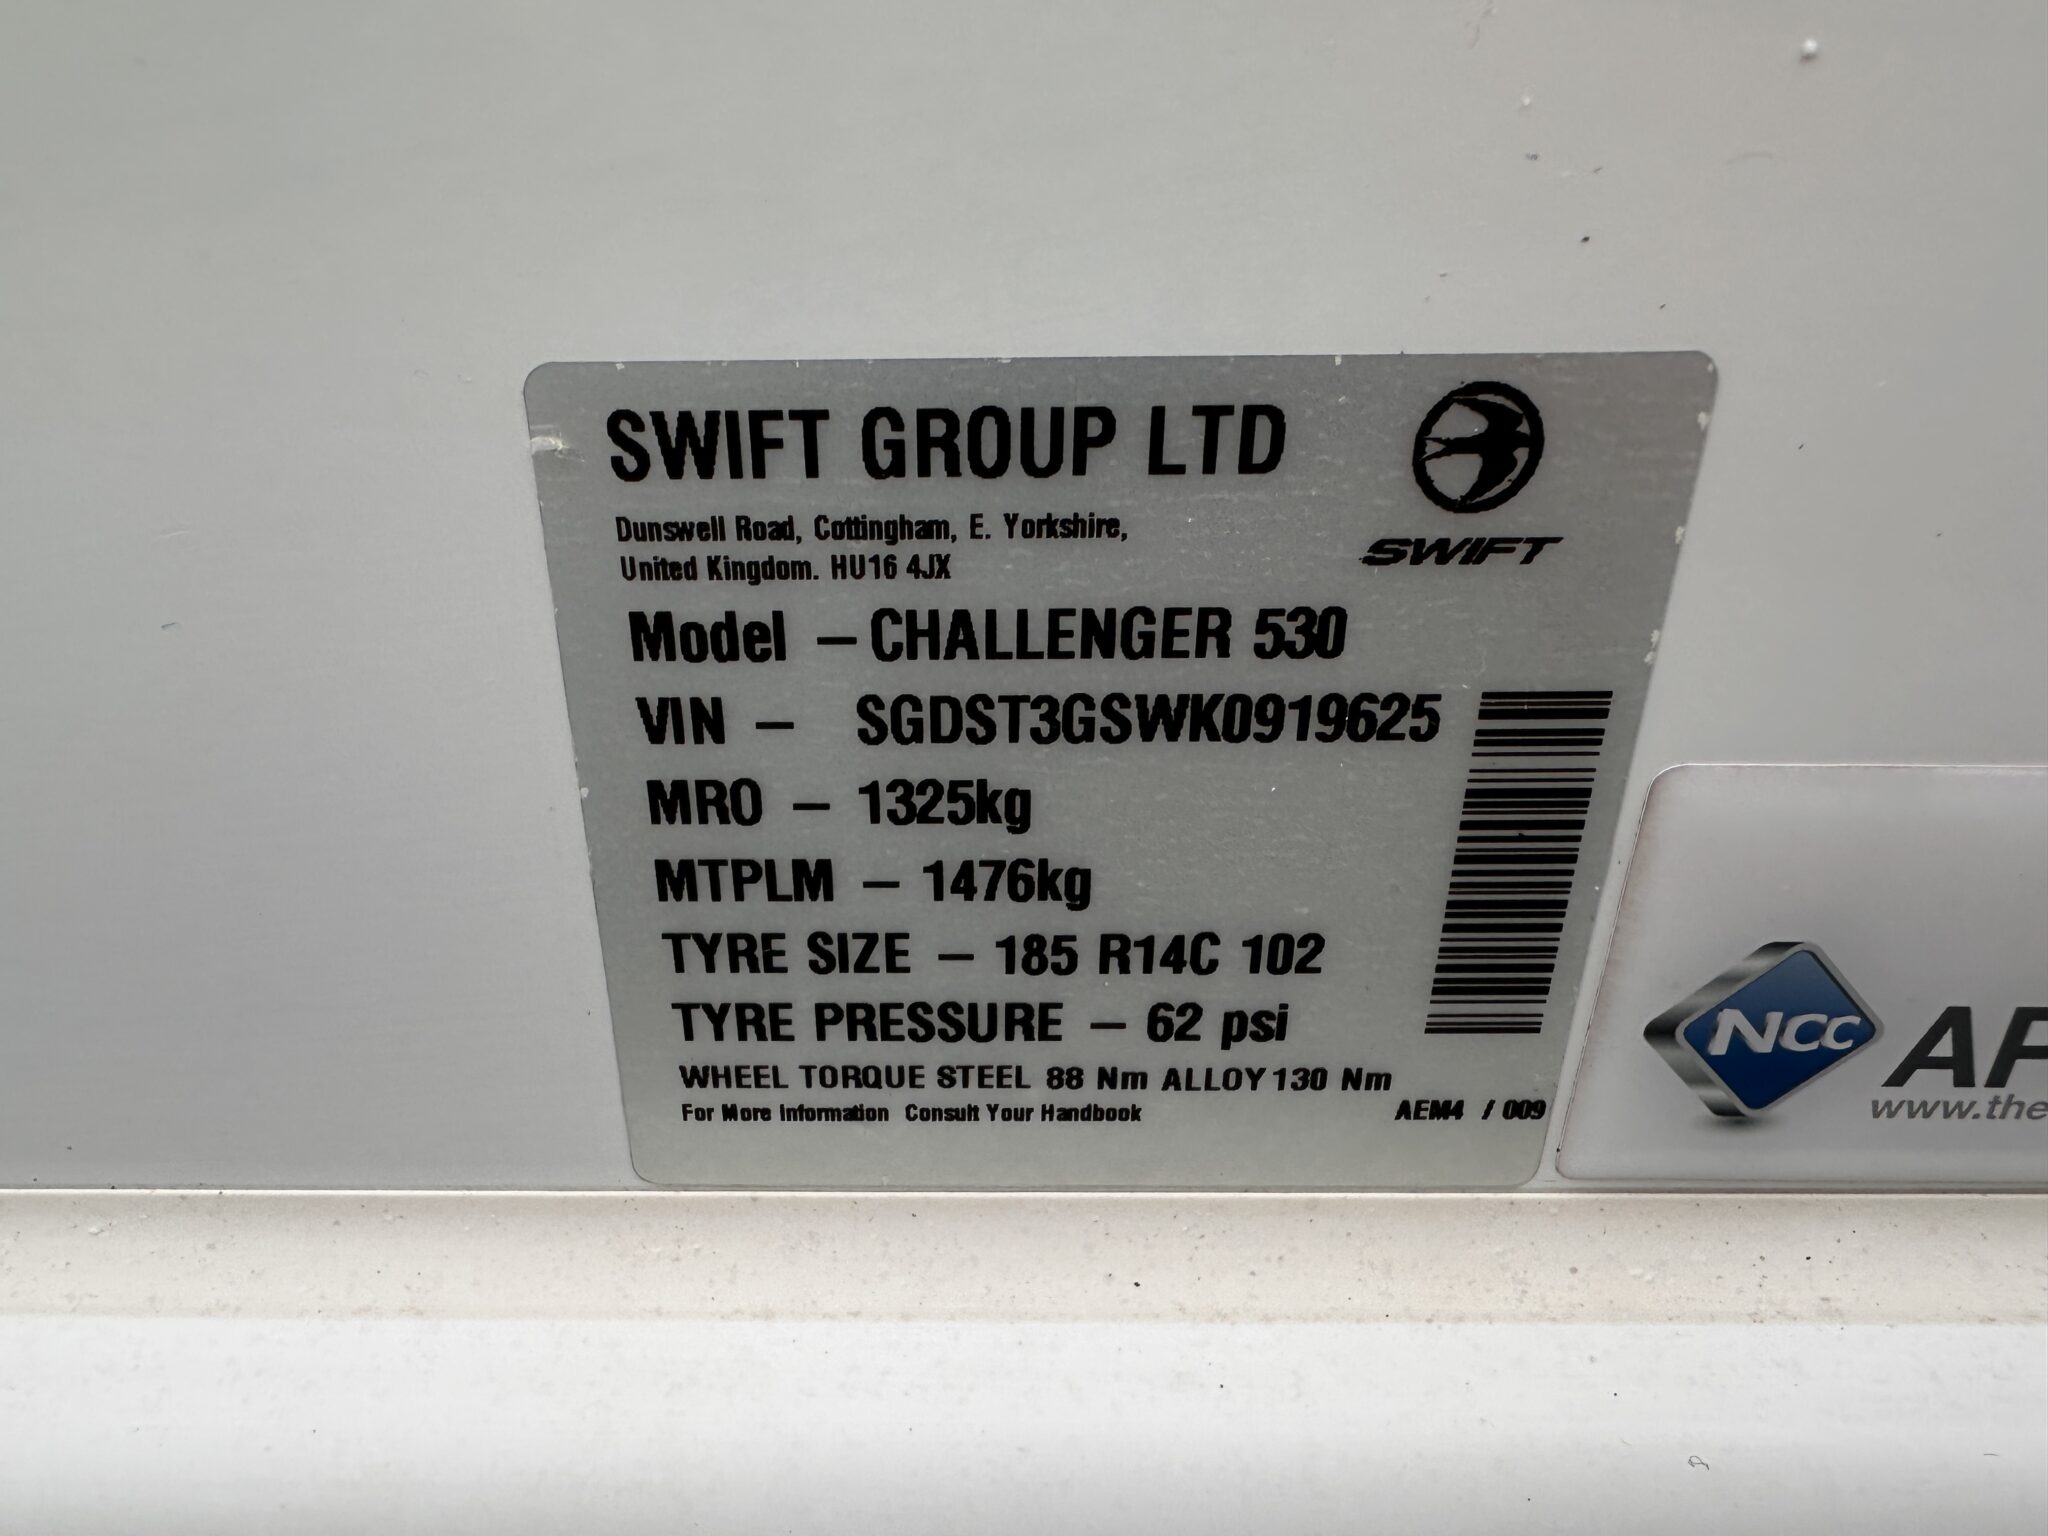 SWIFT GROUP LTD
SWIFT
Dunswell Road, Cottingham, E. Yorkshire,
United Kingdom. HU16 4JX
Model – CHALLENGER 530
VIN – SGDST3GSWK0919625
MRO – 1325kg
MTPLM – 1476kg
TYRE SIZE – 185 R14C 102
TYRE PRESSURE – 62 psi
WHEEL TORQUE STEEL 88 Nm ALLOY 130 Nm
For More Information Consult Your Handbook
AEM4 / 009
NCC
www.the